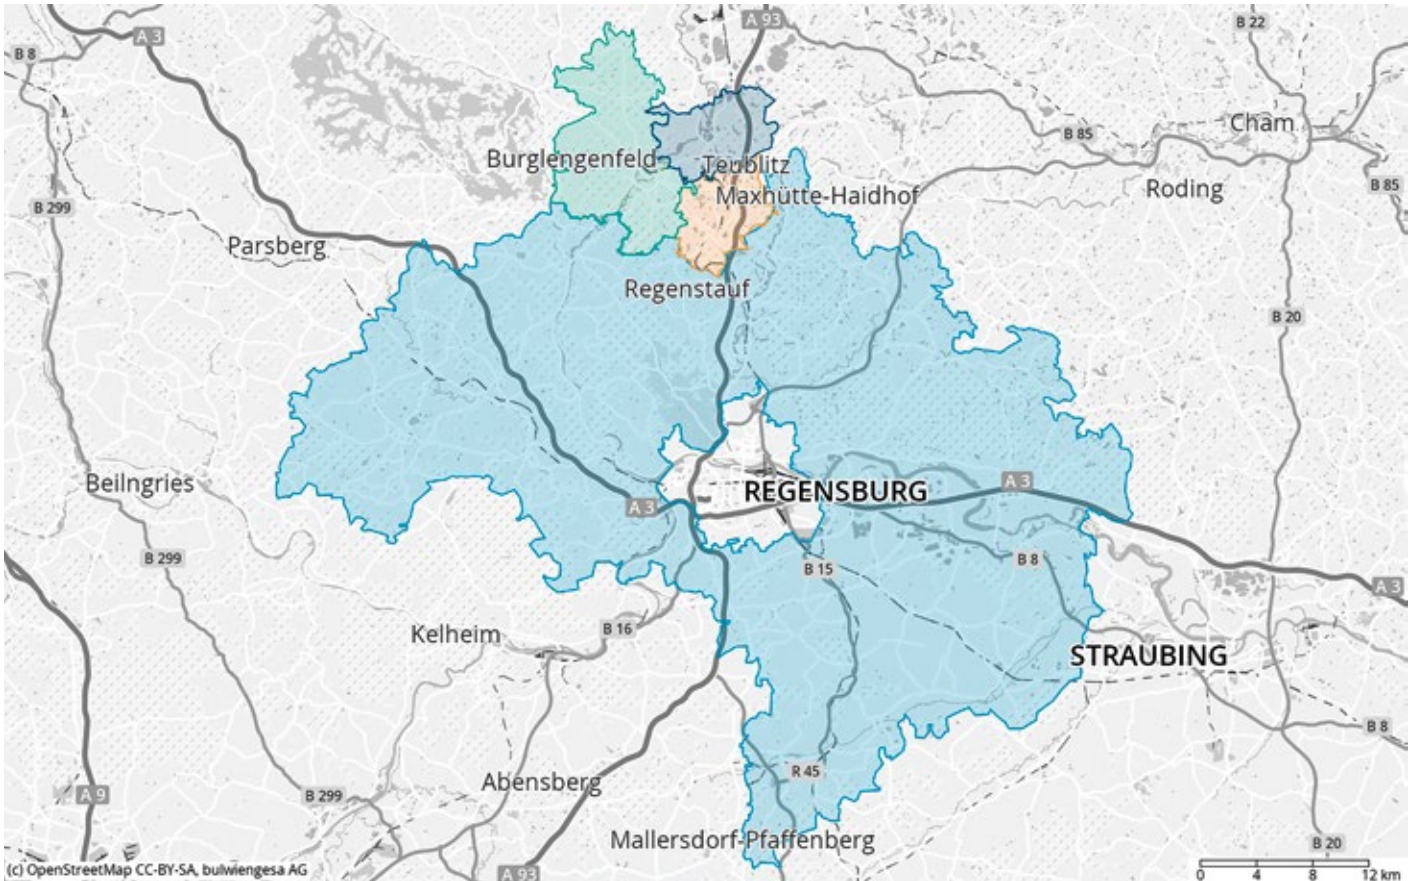 A 93
B 22
A 3
B 8
Cham
B 85
Burglengenfeld
Teublitz
B 85
Roding
Maxhütte-Haidhof
B 299
Parsberg
Regenstauf
B 20
Beilngries
A 3
REGENSBURG
A 3
B 299
B 15
B 8
A 3
Kelheim
B 16
STRAUBING
B 8
R 45
Abensberg
A 9
B 299
Mallersdorf-Pfaffenberg
B 20
(c) OpenStreetMap CC-BY-SA, bulwiengesa AG
A 93
0 4 8 12 km